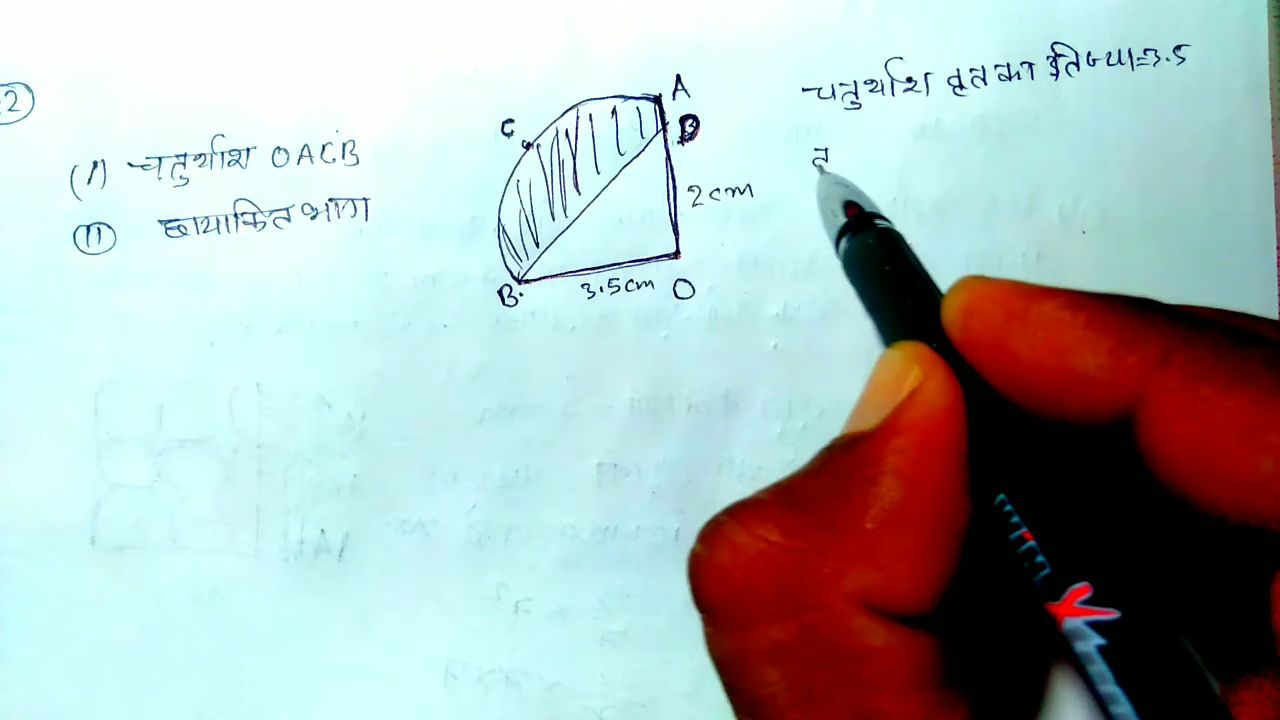 2
(I) चतुर्थांश OACB
(II) छायांकित भाग
A
C
D
2cm
3.5cm
B.
O
चतुर्थांश वृत का त्रिज्या=3.5